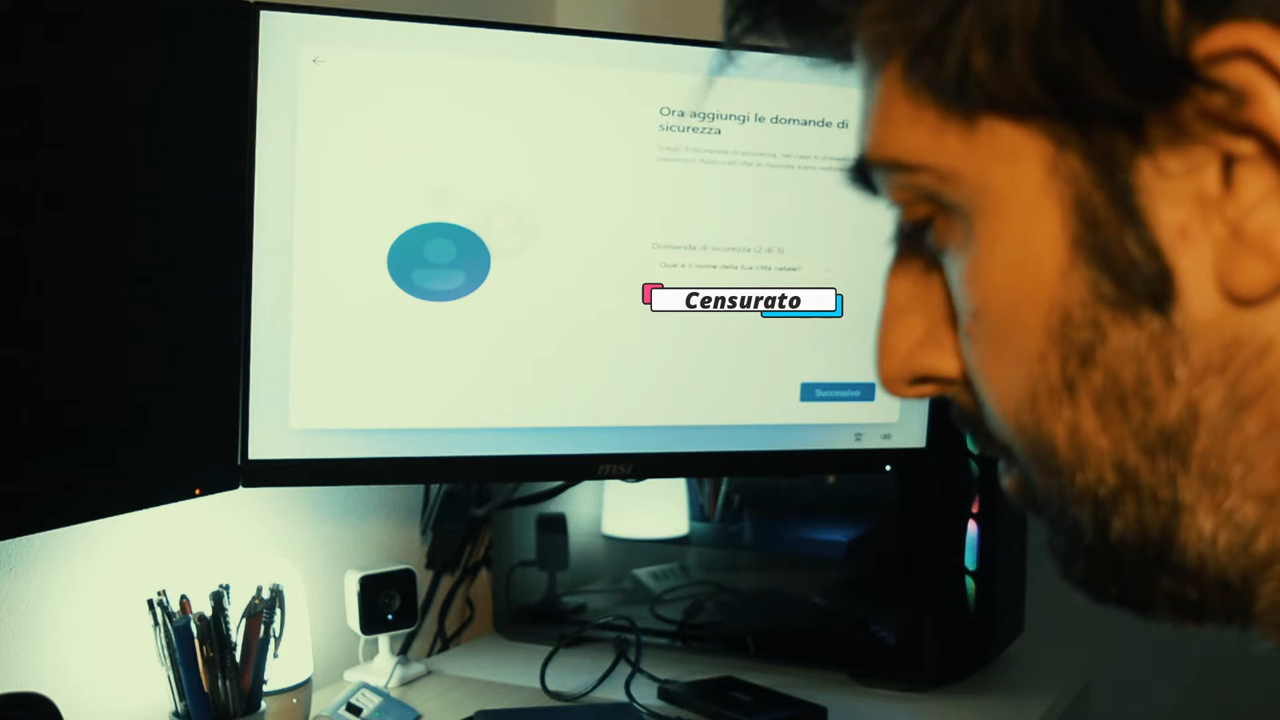 Ora aggiungi le domande di
sicurezza
Domanda di sicurezza (2 di 3)
Qual è il nome della tua città natale?
Censurato
Successivo
msi